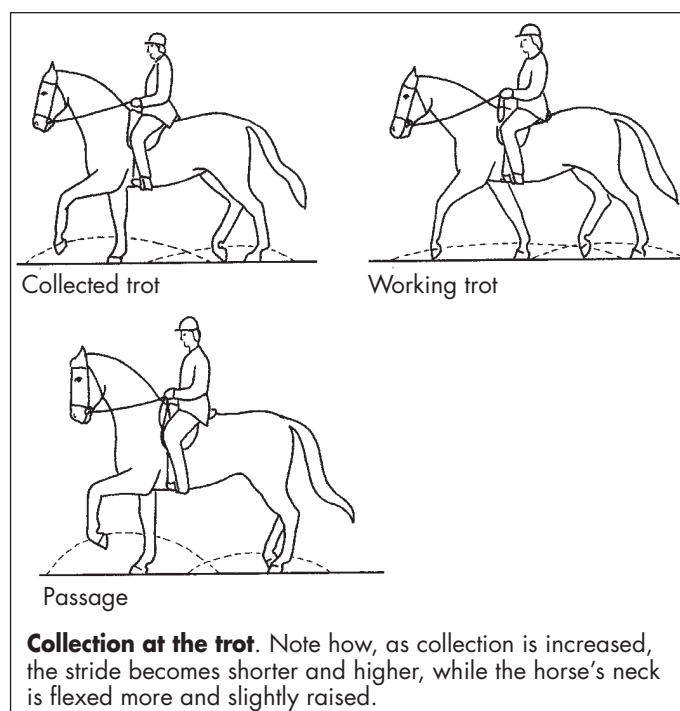 Collected trot
Working trot
Passage
Collection at the trot. Note how, as collection is increased,
the stride becomes shorter and higher, while the horse's neck
is flexed more and slightly raised.